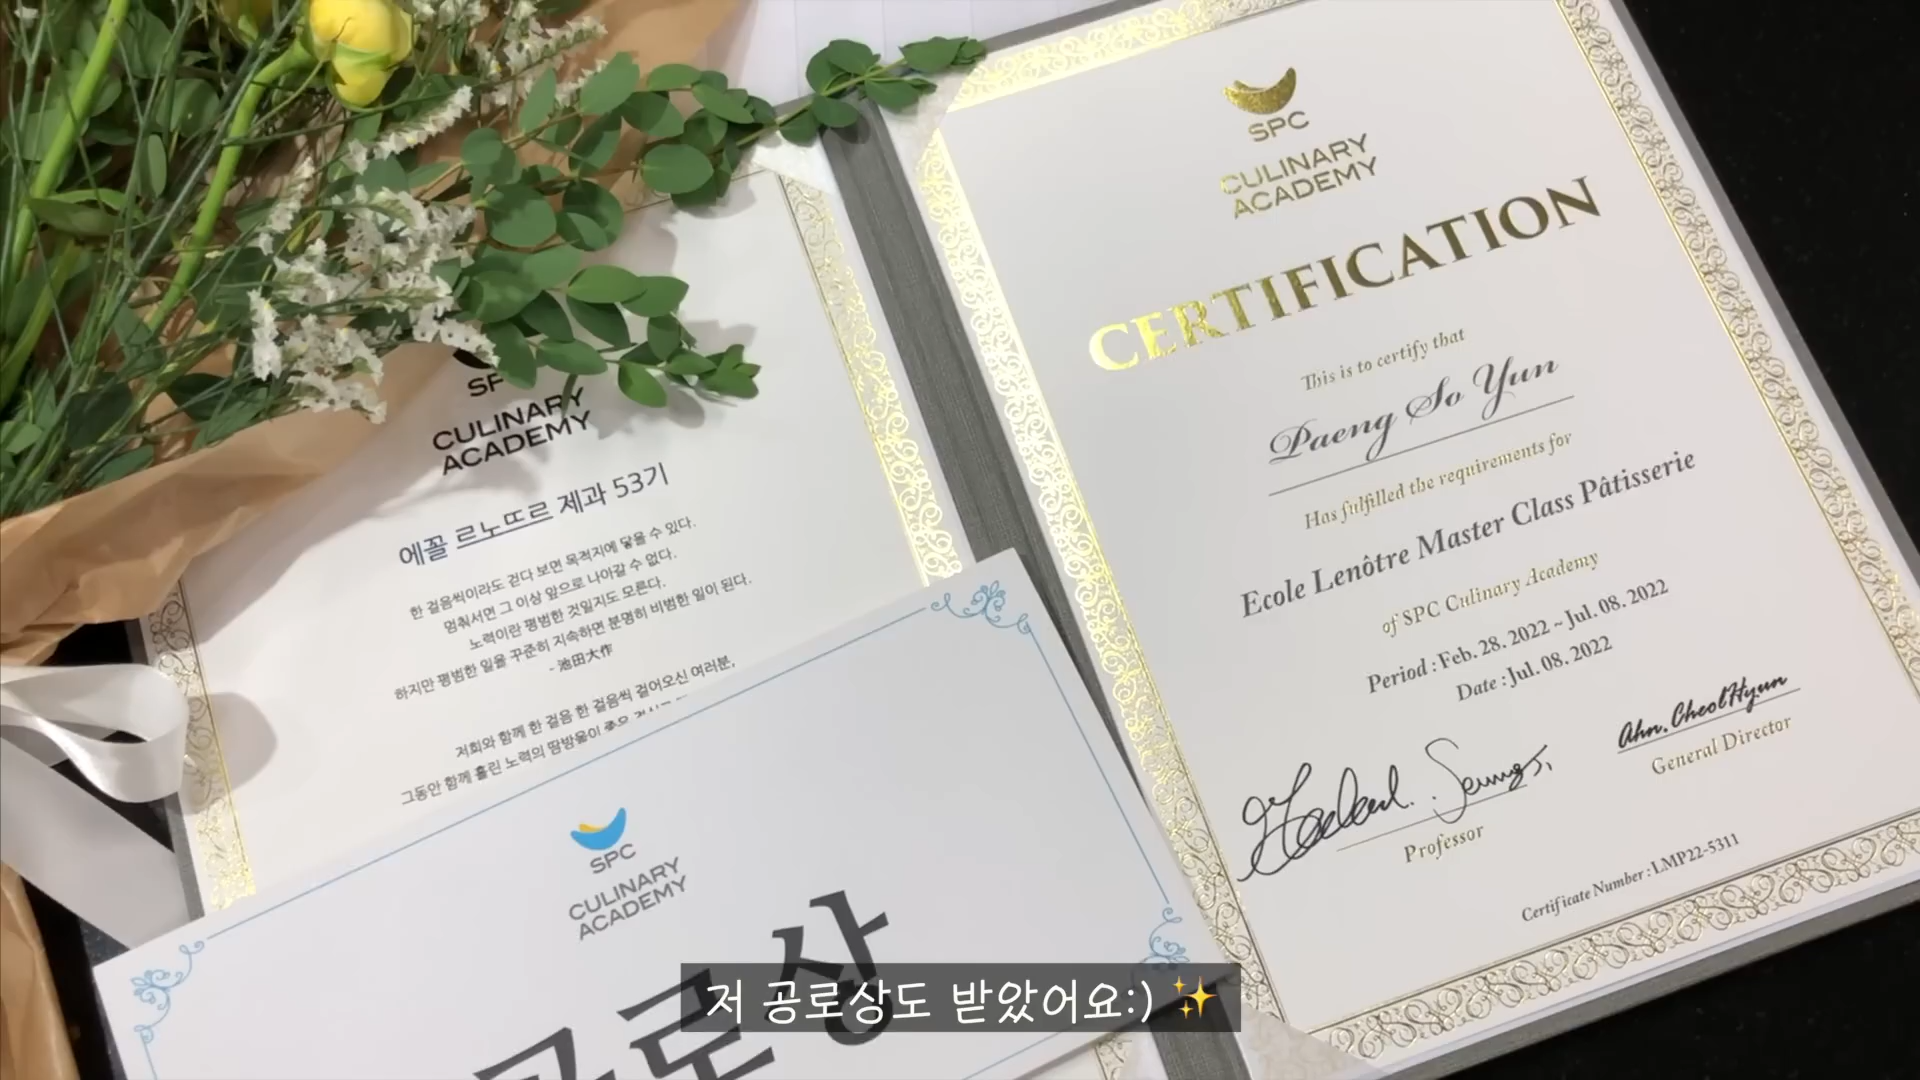 SPC
CULINARY
ACADEMY
에꼴 르노뜨르 제과 53기
한 걸음씩이라도 걷다 보면 목적지에 닿을 수 있다.
멈춰서면 그 이상 앞으로 나아갈 수 없다.
노력이란 평범한 것일지도 모른다.
하지만 평범한 일을 꾸준히 지속하면 분명히 비범한 일이 된다.
- 池田大作
저희와 함께 한 걸음 한 걸음씩 걸어오신 여러분,
그동안 함께 흘린 노력의 땀방울이
SPC
CULINARY
ACADEMY
CERTIFICATION
This is to certify that
Paeng So Yun
Has fulfilled the requirements for
Ecole Lenôtre Master Class Pâtisserie
of SPC Culinary Academy
Period : Feb. 28. 2022 ~ Jul. 08. 2022
Date : Jul. 08. 2022
Ahn. CheolHyun
General Director
Professor
Certificate Number : LMP22-5311
SPC
CULINARY
ACADEMY
공로상
저 공로상도 받았어요:) ✨